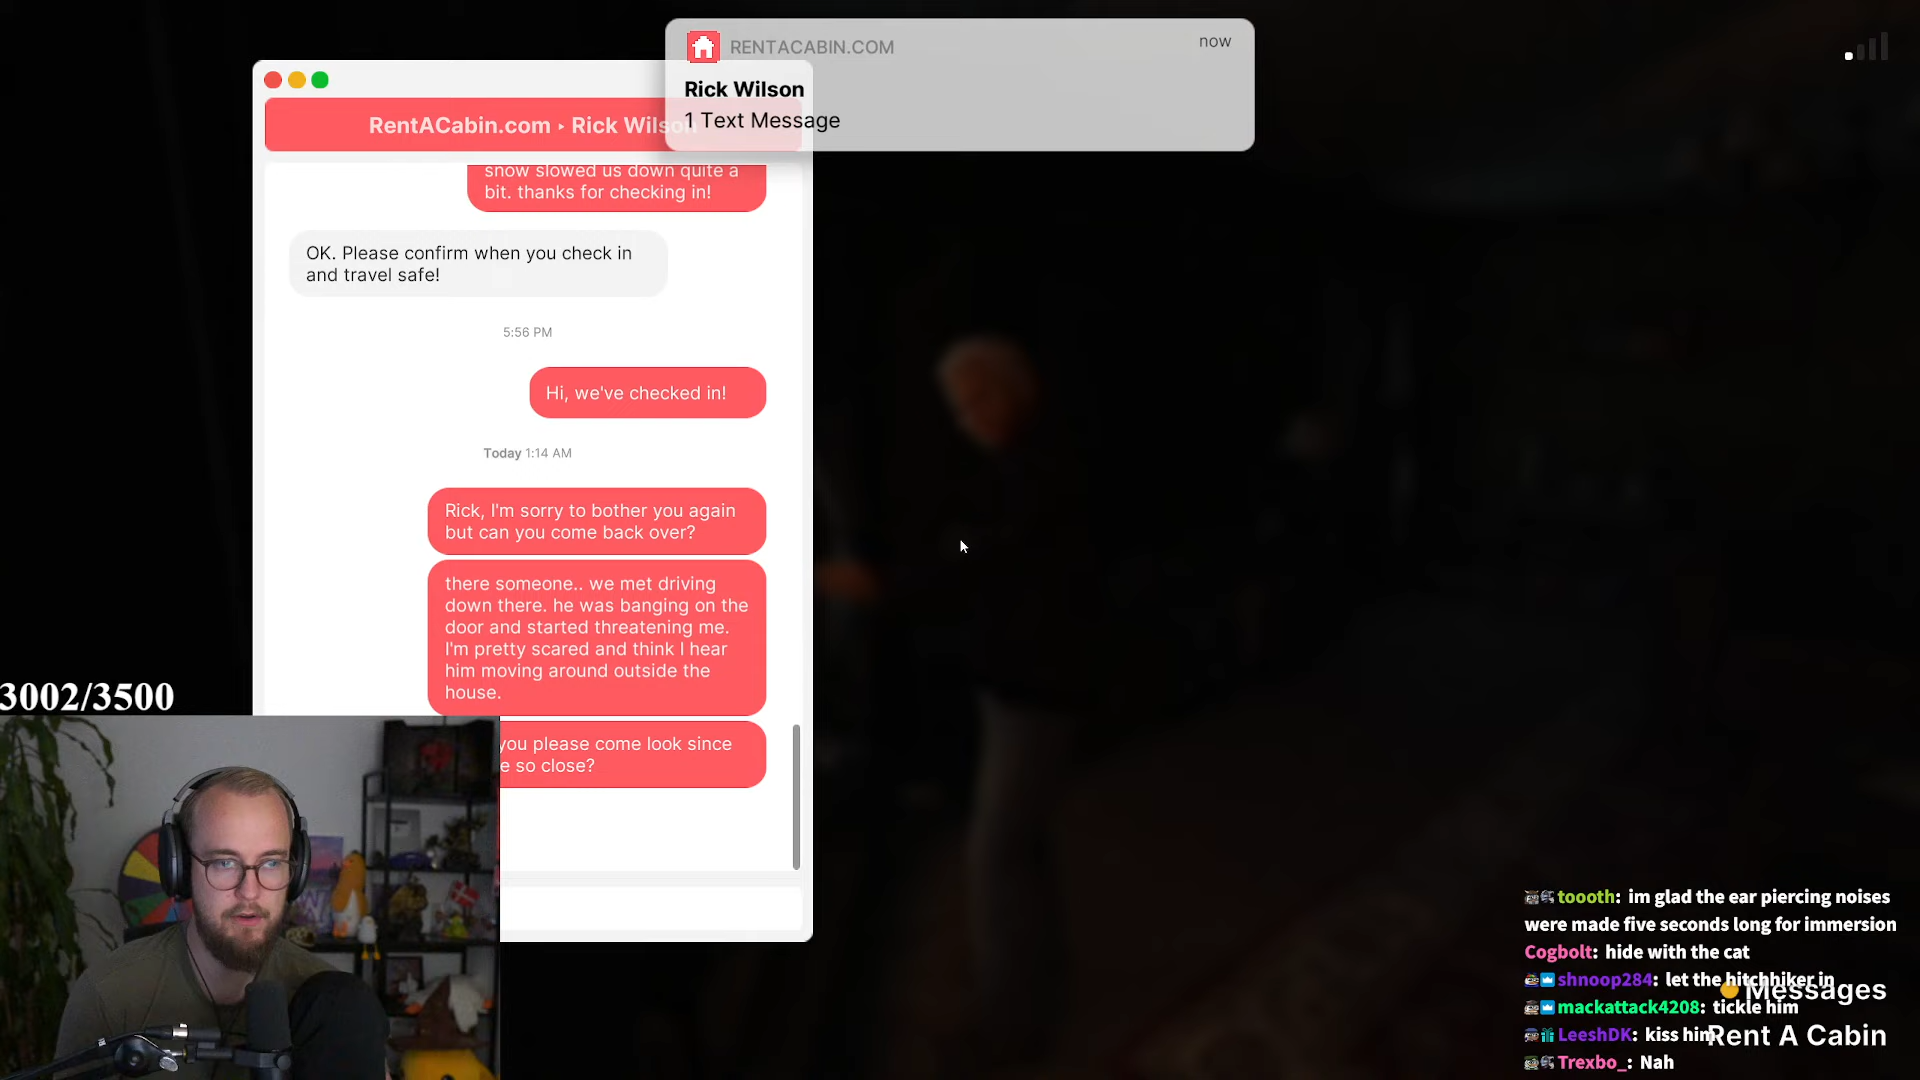 RENTACABIN.COM
now
Rick Wilson
1 Text Message
RentACabin.com • Rick Wilson
snow slowed us down quite a
bit. thanks for checking in!
OK. Please confirm when you check in
and travel safe!
5:56 PM
Hi, we've checked in!
Today 1:14 AM
Rick, I'm sorry to bother you again
but can you come back over?
there someone.. we met driving
down there. he was banging on the
door and started threatening me.
I'm pretty scared and think I hear
him moving around outside the
house.
you please come look since
so close?
3002/3500
toooth: im glad the ear piercing noises
were made five seconds long for immersion
Cogbolt: hide with the cat
shnoop284: let the hitchhiker in
mackattack4208: tickle him
LeeshDK: kiss him
Trexbo_: Nah
Messages
Rent A Cabin